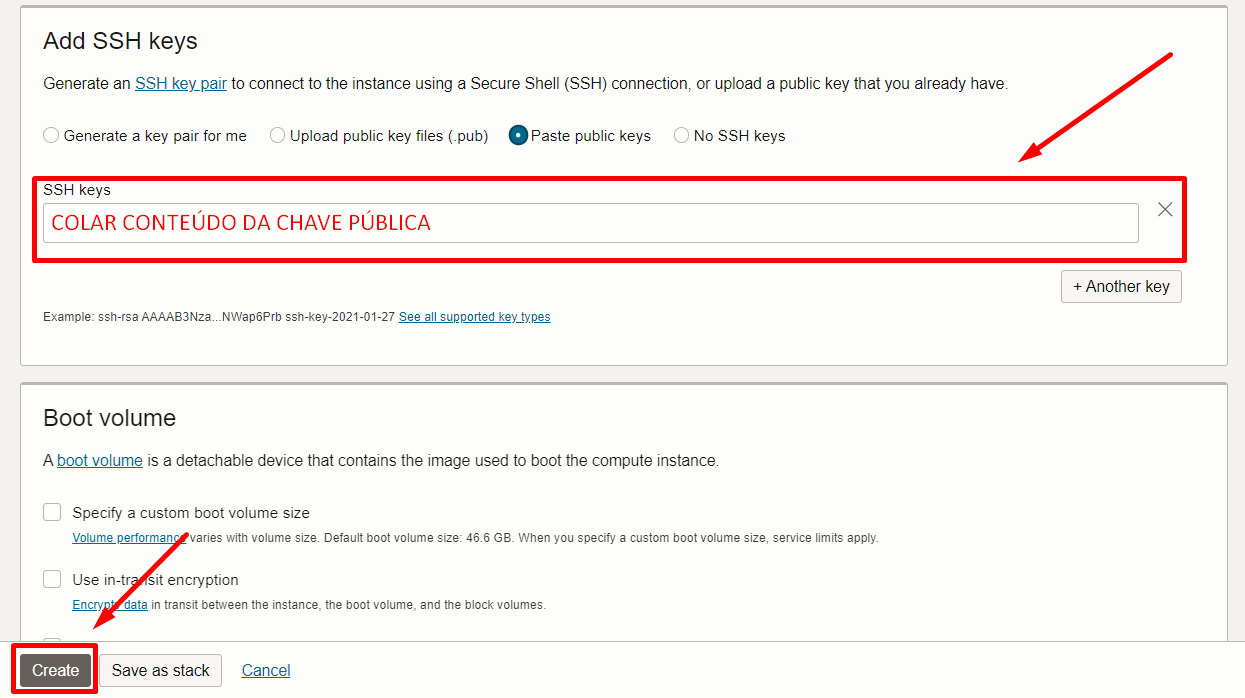 Add SSH keys
Generate an SSH key pair to connect to the instance using a Secure Shell (SSH) connection, or upload a public key that you already have.
Generate a key pair for me Upload public key files (.pub) Paste public keys No SSH keys
SSH keys
COLAR CONTEÚDO DA CHAVE PÚBLICA
+ Another key
Example: ssh-rsa AAAAB3Nza...NWap6Prb ssh-key-2021-01-27 See all supported key types
Boot volume
A boot volume is a detachable device that contains the image used to boot the compute instance.
Specify a custom boot volume size
Volume performance varies with volume size. Default boot volume size: 46.6 GB. When you specify a custom boot volume size, service limits apply.
Use in-transit encryption
Encrypt data in transit between the instance, the boot volume, and the block volumes.
Create Save as stack Cancel